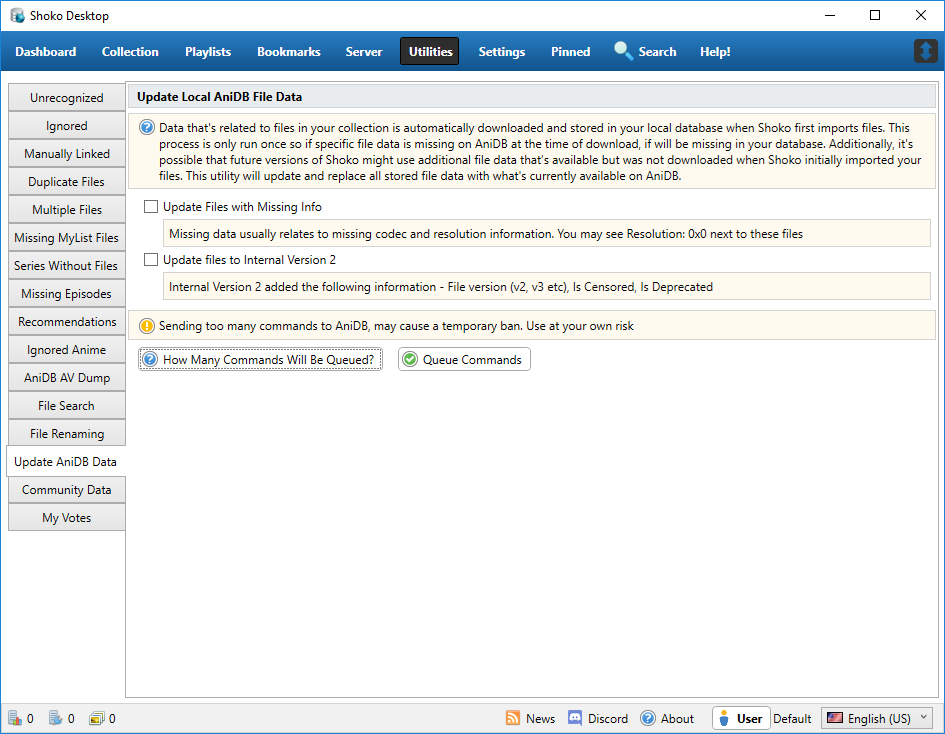 Shoko Desktop
Dashboard Collection Playlists Bookmarks Server Utilities Settings Pinned Search Help!
Unrecognized
Ignored
Manually Linked
Duplicate Files
Multiple Files
Missing MyList Files
Series Without Files
Missing Episodes
Recommendations
Ignored Anime
AniDB AV Dump
File Search
File Renaming
Update AniDB Data
Community Data
My Votes
Update Local AniDB File Data
Data that's related to files in your collection is automatically downloaded and stored in your local database when Shoko first imports files. This
process is only run once so if specific file data is missing on AniDB at the time of download, if will be missing in your database. Additionally, it's
possible that future versions of Shoko might use additional file data that's available but was not downloaded when Shoko initially imported your
files. This utility will update and replace all stored file data with what's currently available on AniDB.
Update Files with Missing Info
Missing data usually relates to missing codec and resolution information. You may see Resolution: 0x0 next to these files
Update files to Internal Version 2
Internal Version 2 added the following information - File version (v2, v3 etc), Is Censored, Is Deprecated
Sending too many commands to AniDB, may cause a temporary ban. Use at your own risk
How Many Commands Will Be Queued? Queue Commands
0 0 0 News Discord About User Default English (US)